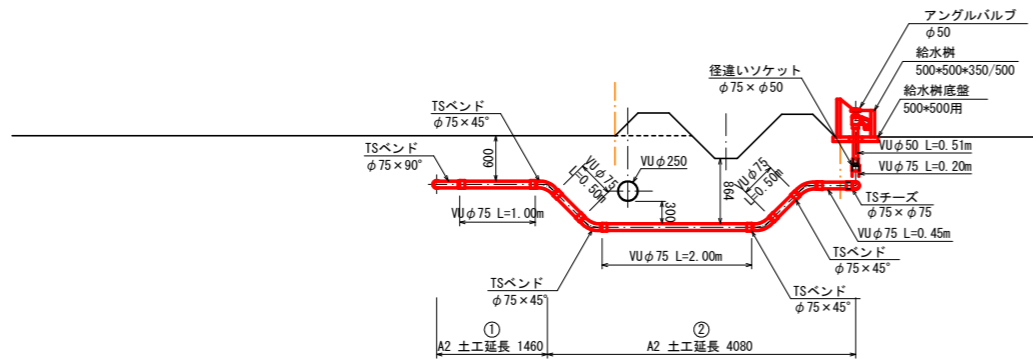 アングルバルブ
φ50
給水桝
500*500*350/500
径違いソケット
φ75×φ50
給水桝底盤
500*500用
TSベンド
φ75×45°
TSベンド
φ75×90°
600
VUφ75
L=0.50m
VUφ250
300
864
VUφ75
L=0.50m
VUφ50 L=0.51m
VUφ75 L=0.20m
TSチーズ
φ75×φ75
VUφ75 L=1.00m
VUφ75 L=0.45m
VUφ75 L=2.00m
TSベンド
φ75×45°
TSベンド
φ75×45°
TSベンド
φ75×45°
①
A2 土工延長 1460
②
A2 土工延長 4080